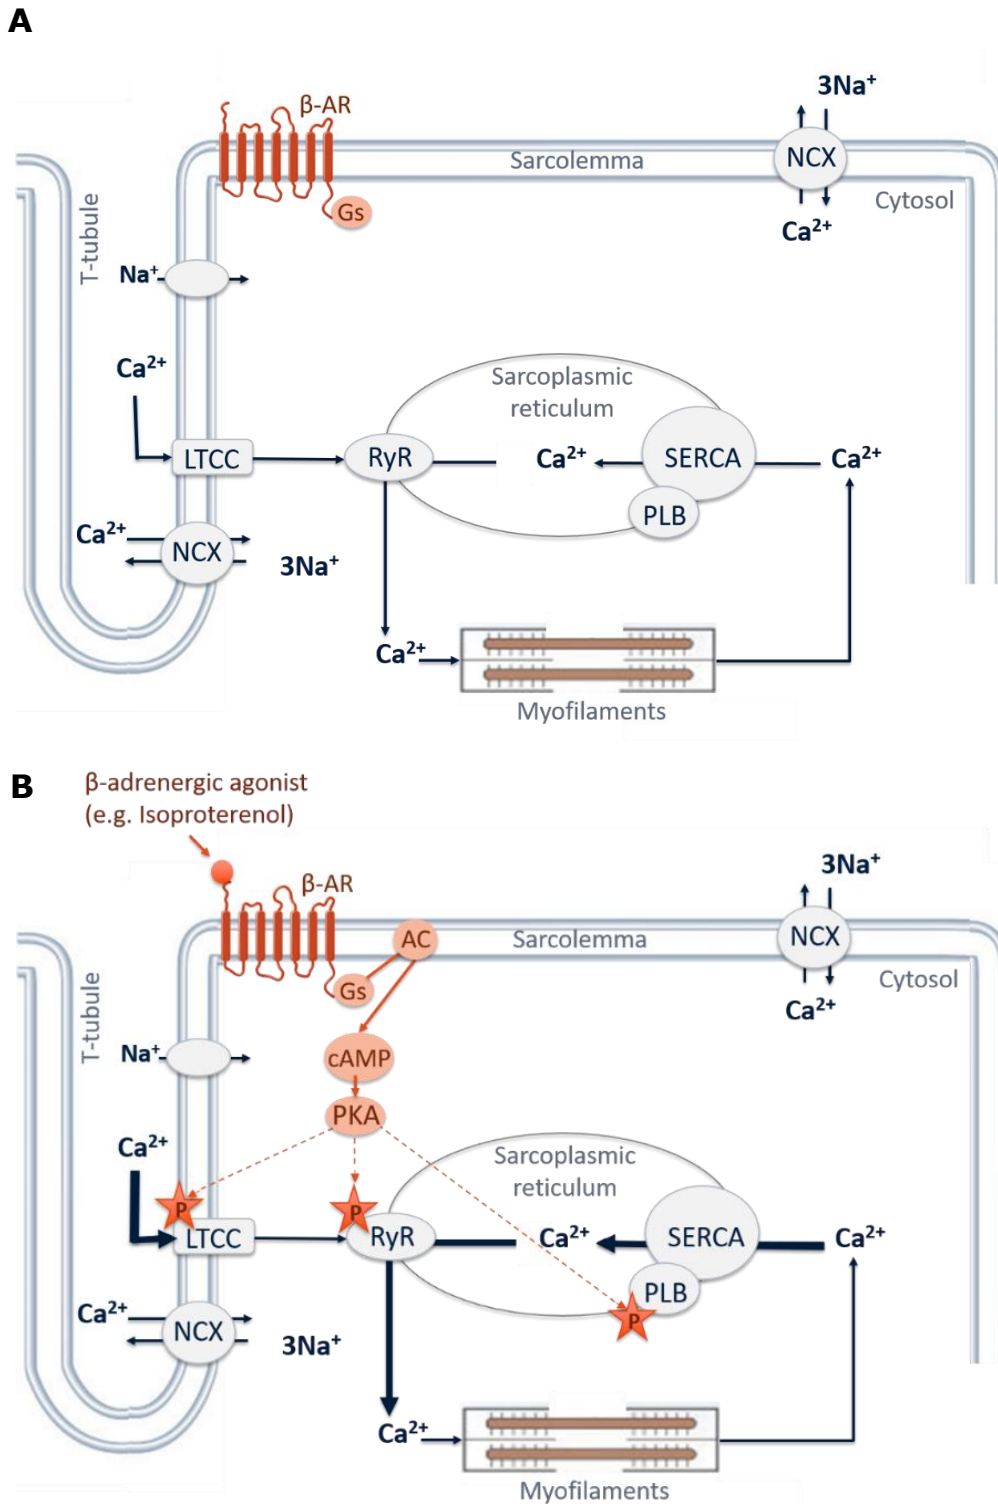 A
3Na⁺
β-AR
NCX
Sarcolemma
Gs
Cytosol
Ca²⁺
T-tubule
Na⁺
Ca²⁺
Sarcoplasmic
reticulum
LTCC
RyR
Ca²⁺
SERCA
Ca²⁺
PLB
Ca²⁺
NCX
3Na⁺
Ca²⁺
Myofilaments
B
β-adrenergic agonist
(e.g. Isoproterenol)
3Na⁺
β-AR
AC
Sarcolemma
NCX
Gs
Cytosol
Ca²⁺
T-tubule
Na⁺
cAMP
PKA
Ca²⁺
Sarcoplasmic
reticulum
P
P
LTCC
RyR
Ca²⁺
SERCA
Ca²⁺
PLB
P
Ca²⁺
NCX
3Na⁺
Ca²⁺
Myofilaments